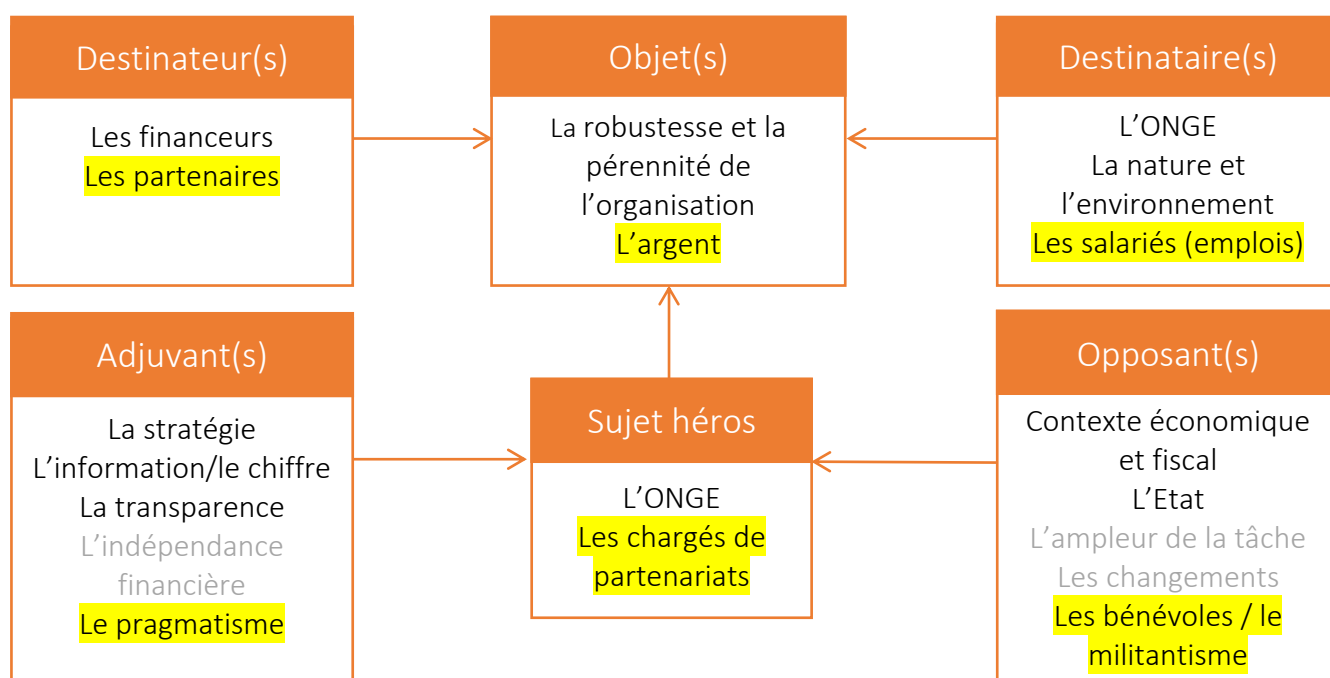 Destinateur(s)
Les financeurs
Les partenaires
Objet(s)
La robustesse et la
pérennité de
l’organisation
L’argent
Destinataire(s)
L’ONGE
La nature et
l’environnement
Les salariés (emplois)
Adjuvant(s)
La stratégie
L’information/le chiffre
La transparence
L’indépendance
financière
Le pragmatisme
Sujet héros
L’ONGE
Les chargés de
partenariats
Opposant(s)
Contexte économique
et fiscal
L’Etat
L’ampleur de la tâche
Les changements
Les bénévoles / le
militantisme